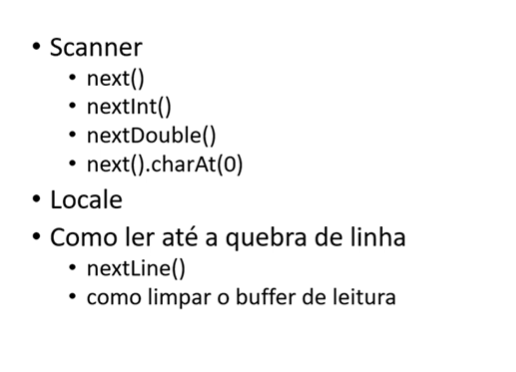 • Scanner
• next()
• nextInt()
• nextDouble()
• next().charAt(0)
• Locale
• Como ler até a quebra de linha
• nextLine()
• como limpar o buffer de leitura